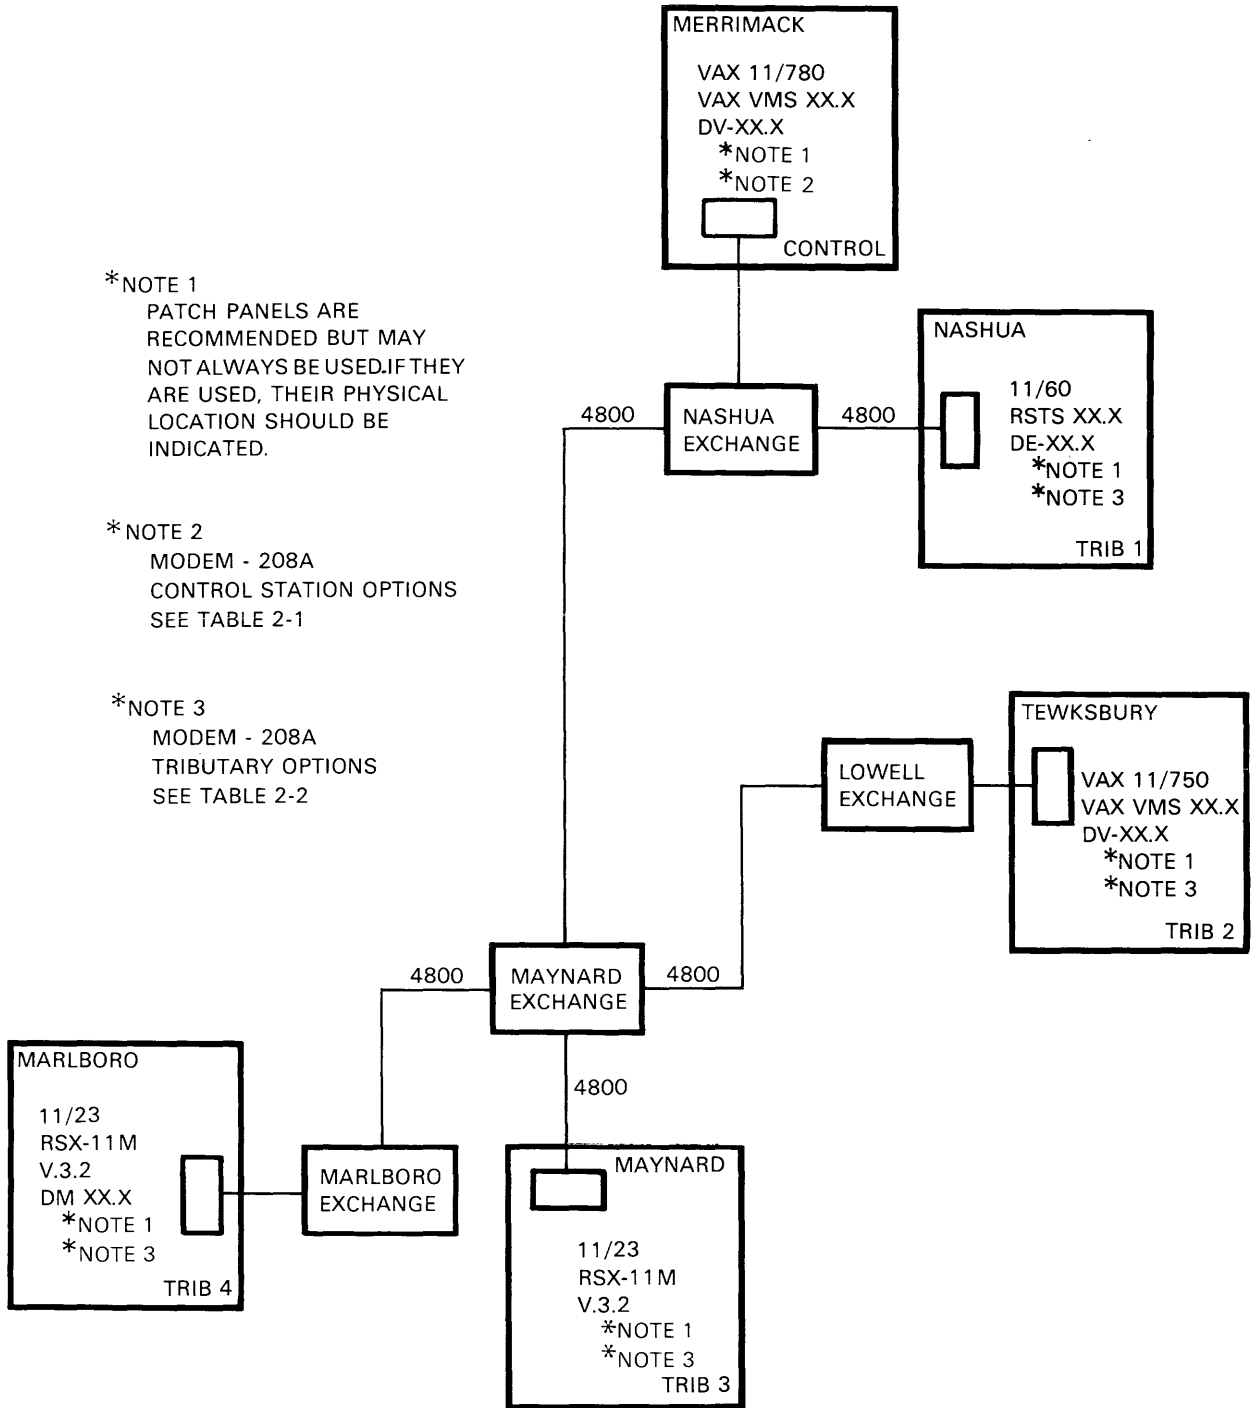 MERRIMACK
VAX 11/780
VAX VMS XX.X
DV-XX.X
*NOTE 1
*NOTE 2
CONTROL
*NOTE 1
PATCH PANELS ARE
RECOMMENDED BUT MAY
NOT ALWAYS BE USED.IF THEY
ARE USED, THEIR PHYSICAL
LOCATION SHOULD BE
INDICATED.
NASHUA
11/60
RSTS XX.X
DE-XX.X
*NOTE 1
*NOTE 3
TRIB 1
4800
NASHUA
EXCHANGE
4800
*NOTE 2
MODEM - 208A
CONTROL STATION OPTIONS
SEE TABLE 2-1
*NOTE 3
MODEM - 208A
TRIBUTARY OPTIONS
SEE TABLE 2-2
TEWKSBURY
VAX 11/750
VAX VMS XX.X
DV-XX.X
*NOTE 1
*NOTE 3
TRIB 2
LOWELL
EXCHANGE
4800
MAYNARD
EXCHANGE
4800
4800
MARLBORO
11/23
RSX-11M
V.3.2
DM XX.X
*NOTE 1
*NOTE 3
TRIB 4
MARLBORO
EXCHANGE
MAYNARD
11/23
RSX-11M
V.3.2
*NOTE 1
*NOTE 3
TRIB 3